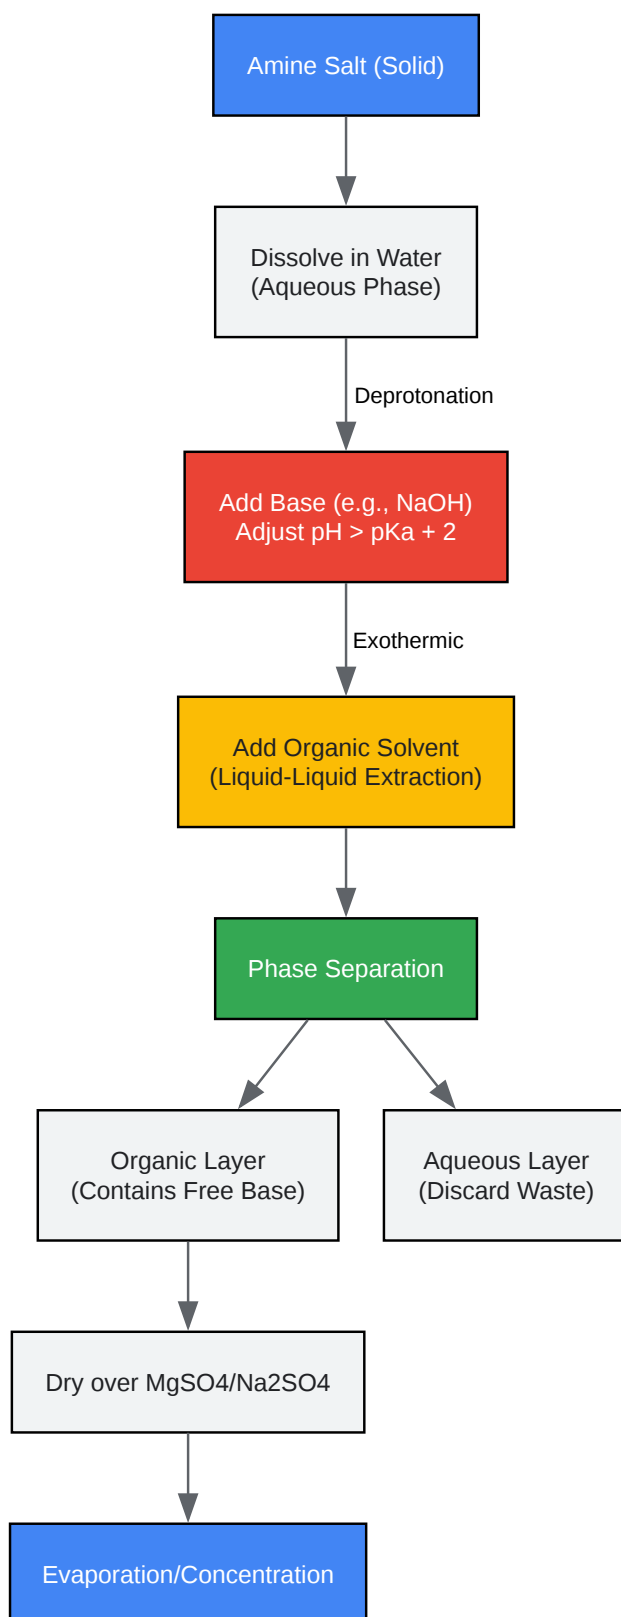 Amine Salt (Solid)
Dissolve in Water
(Aqueous Phase)
Deprotonation
Add Base (e.g., NaOH)
Adjust pH > pKa + 2
Exothermic
Add Organic Solvent
(Liquid-Liquid Extraction)
Phase Separation
Organic Layer
(Contains Free Base)
Aqueous Layer
(Discard Waste)
Dry over MgSO4/Na2SO4
Evaporation/Concentration